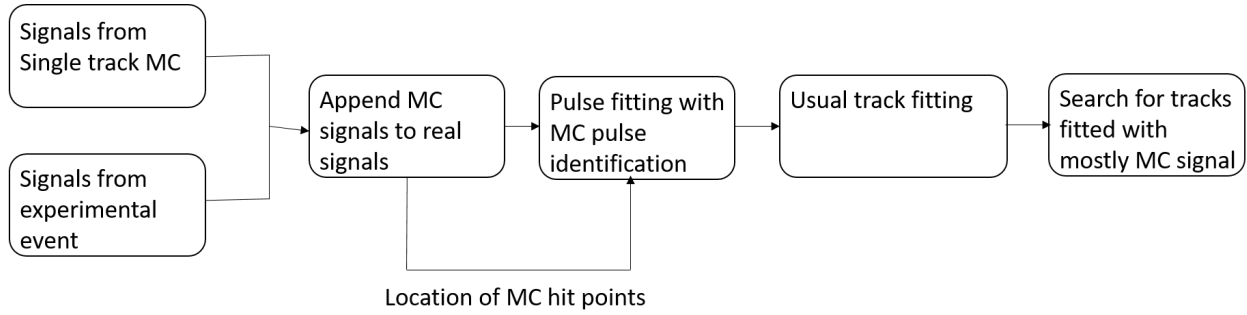 Signals from
Single track MC
Signals from
experimental
event
Append MC
signals to real
signals
Pulse fitting with
MC pulse
identification
Usual track fitting
Search for tracks
fitted with
mostly MC signal
Location of MC hit points